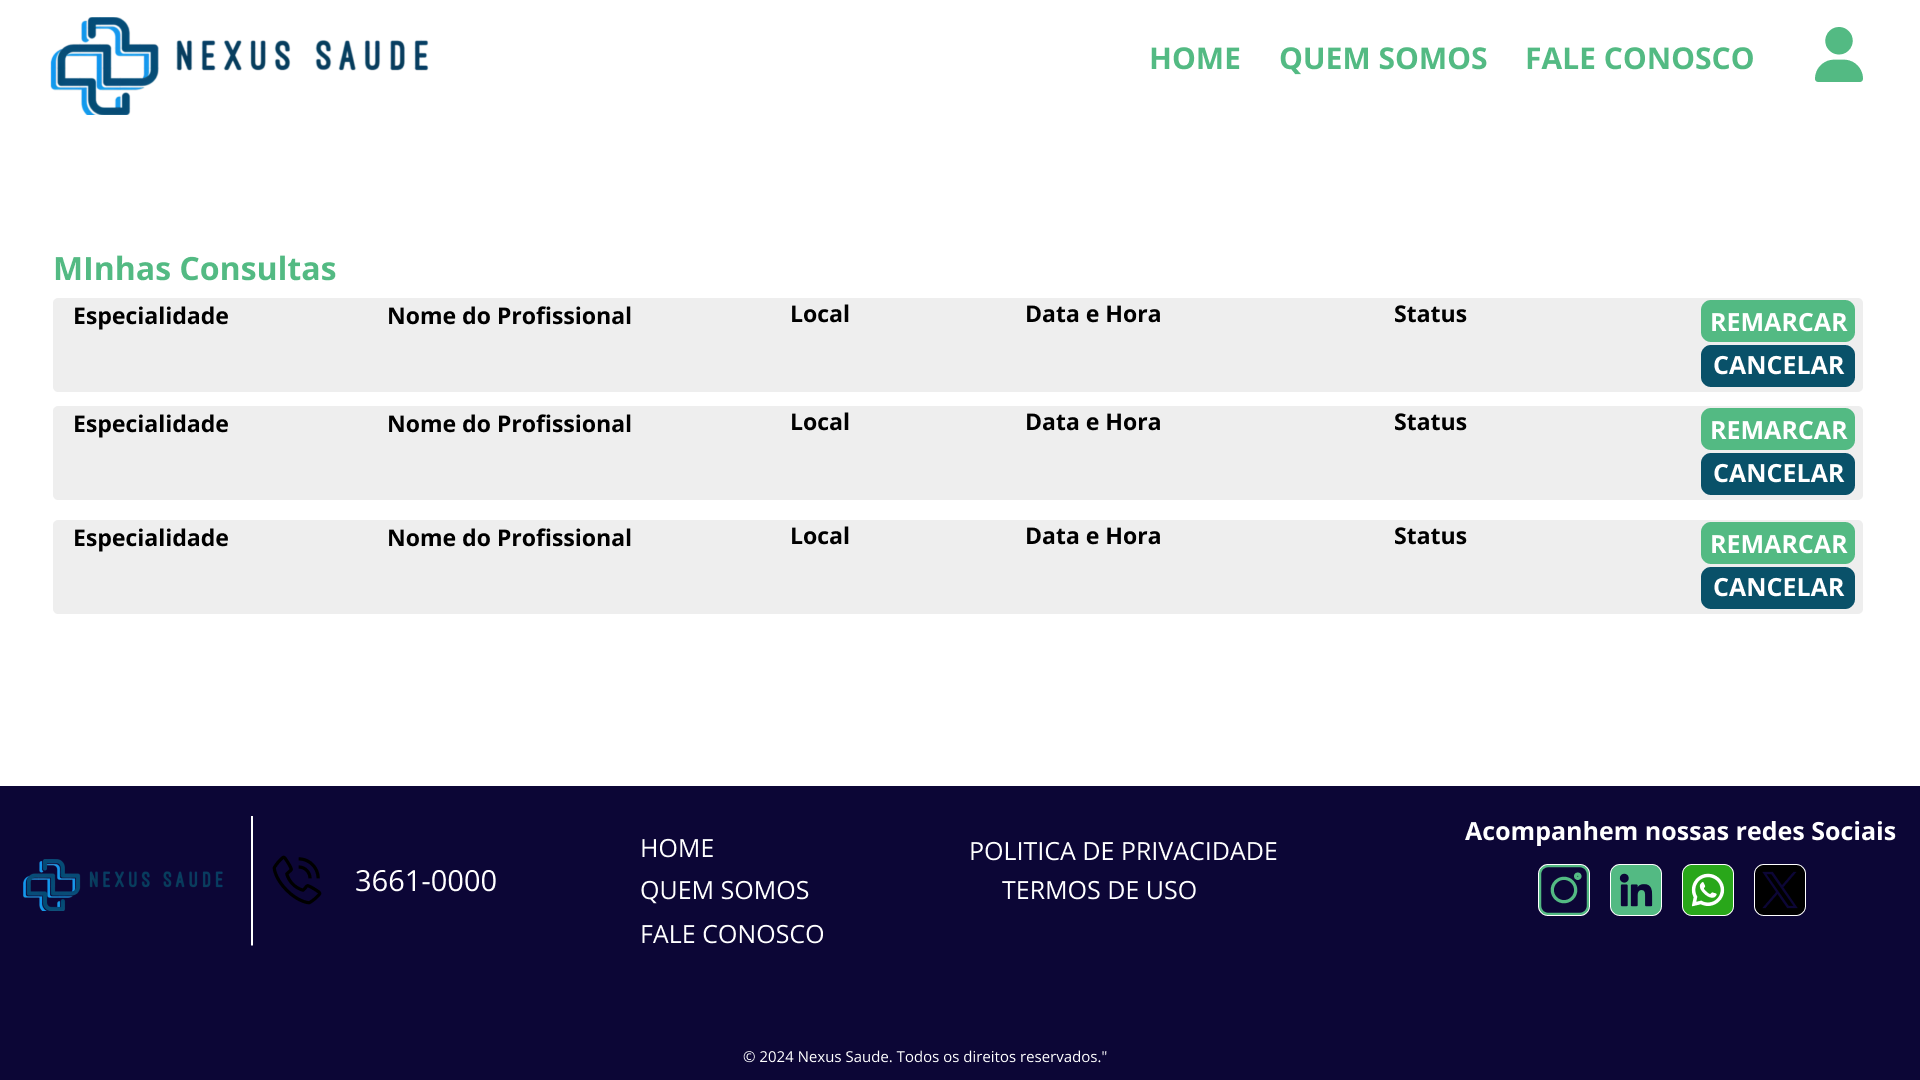 NEXUS SAUDE
HOME QUEM SOMOS FALE CONOSCO
MInhas Consultas
Especialidade Nome do Profissional Local Data e Hora Status REMARCAR
CANCELAR
Especialidade Nome do Profissional Local Data e Hora Status REMARCAR
CANCELAR
Especialidade Nome do Profissional Local Data e Hora Status REMARCAR
CANCELAR
NEXUS SAUDE
3661-0000
HOME
QUEM SOMOS
FALE CONOSCO
POLITICA DE PRIVACIDADE
TERMOS DE USO
Acompanhem nossas redes Sociais
in X
© 2024 Nexus Saude. Todos os direitos reservados."